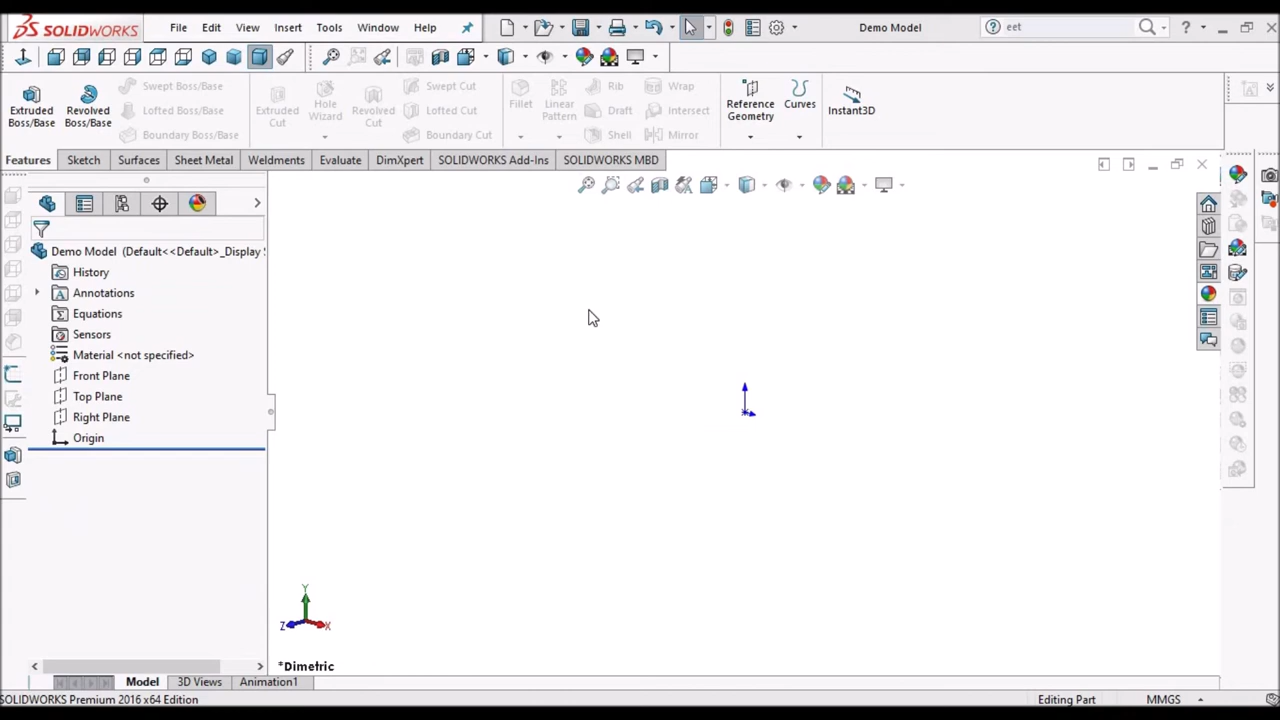 SOLIDWORKS File Edit View Insert Tools Window Help Demo Model eet ?
Extruded Boss/Base
Revolved Boss/Base
Swept Boss/Base
Lofted Boss/Base
Boundary Boss/Base
Extruded Cut
Hole Wizard
Revolved Cut
Swept Cut
Lofted Cut
Boundary Cut
Fillet
Linear Pattern
Rib
Draft
Shell
Wrap
Intersect
Mirror
Reference Geometry
Curves
Instant3D
Features Sketch Surfaces Sheet Metal Weldments Evaluate DimXpert SOLIDWORKS Add-Ins SOLIDWORKS MBD
Demo Model (Default<<Default>_Display
History
Annotations
Equations
Sensors
Material <not specified>
Front Plane
Top Plane
Right Plane
Origin
Y
Z X
*Dimetric
Model 3D Views Animation1
SOLIDWORKS Premium 2016 x64 Edition Editing Part MMGS